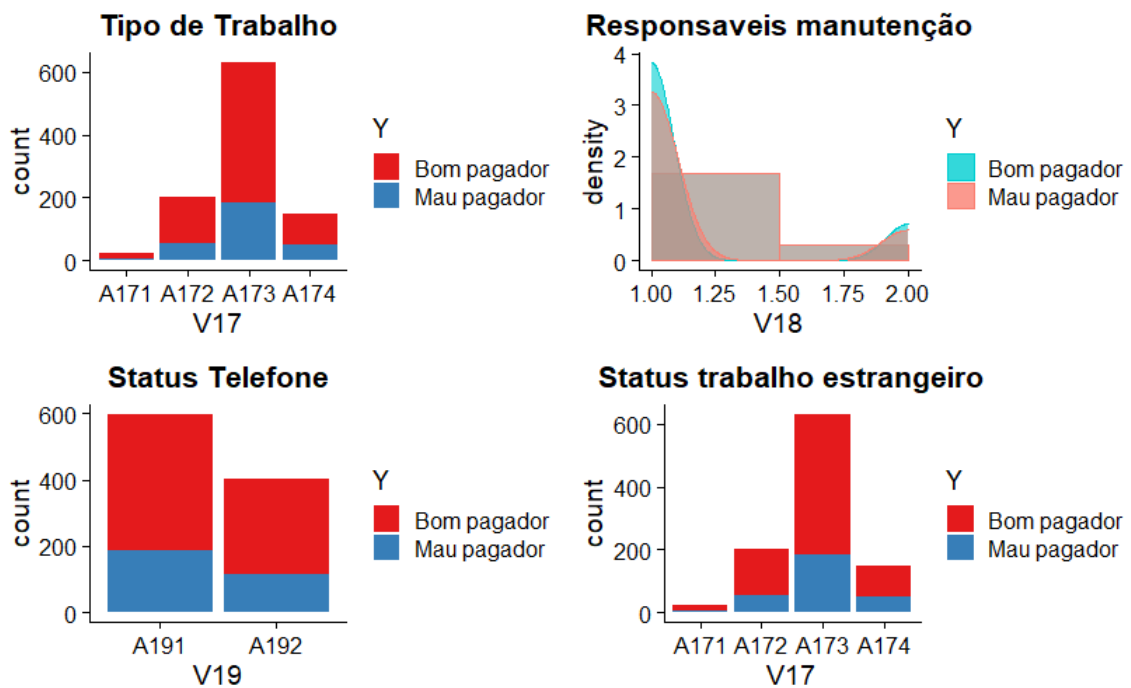 Tipo de Trabalho
600
400
200
0
count
A171 A172 A173 A174
V17
Y
Bom pagador
Mau pagador
Responsaveis manutenção
4
3
2
1
0
density
1.00 1.25 1.50 1.75 2.00
V18
Y
Bom pagador
Mau pagador
Status Telefone
600
400
200
0
count
A191 A192
V19
Y
Bom pagador
Mau pagador
Status trabalho estrangeiro
600
400
200
0
count
A171 A172 A173 A174
V17
Y
Bom pagador
Mau pagador